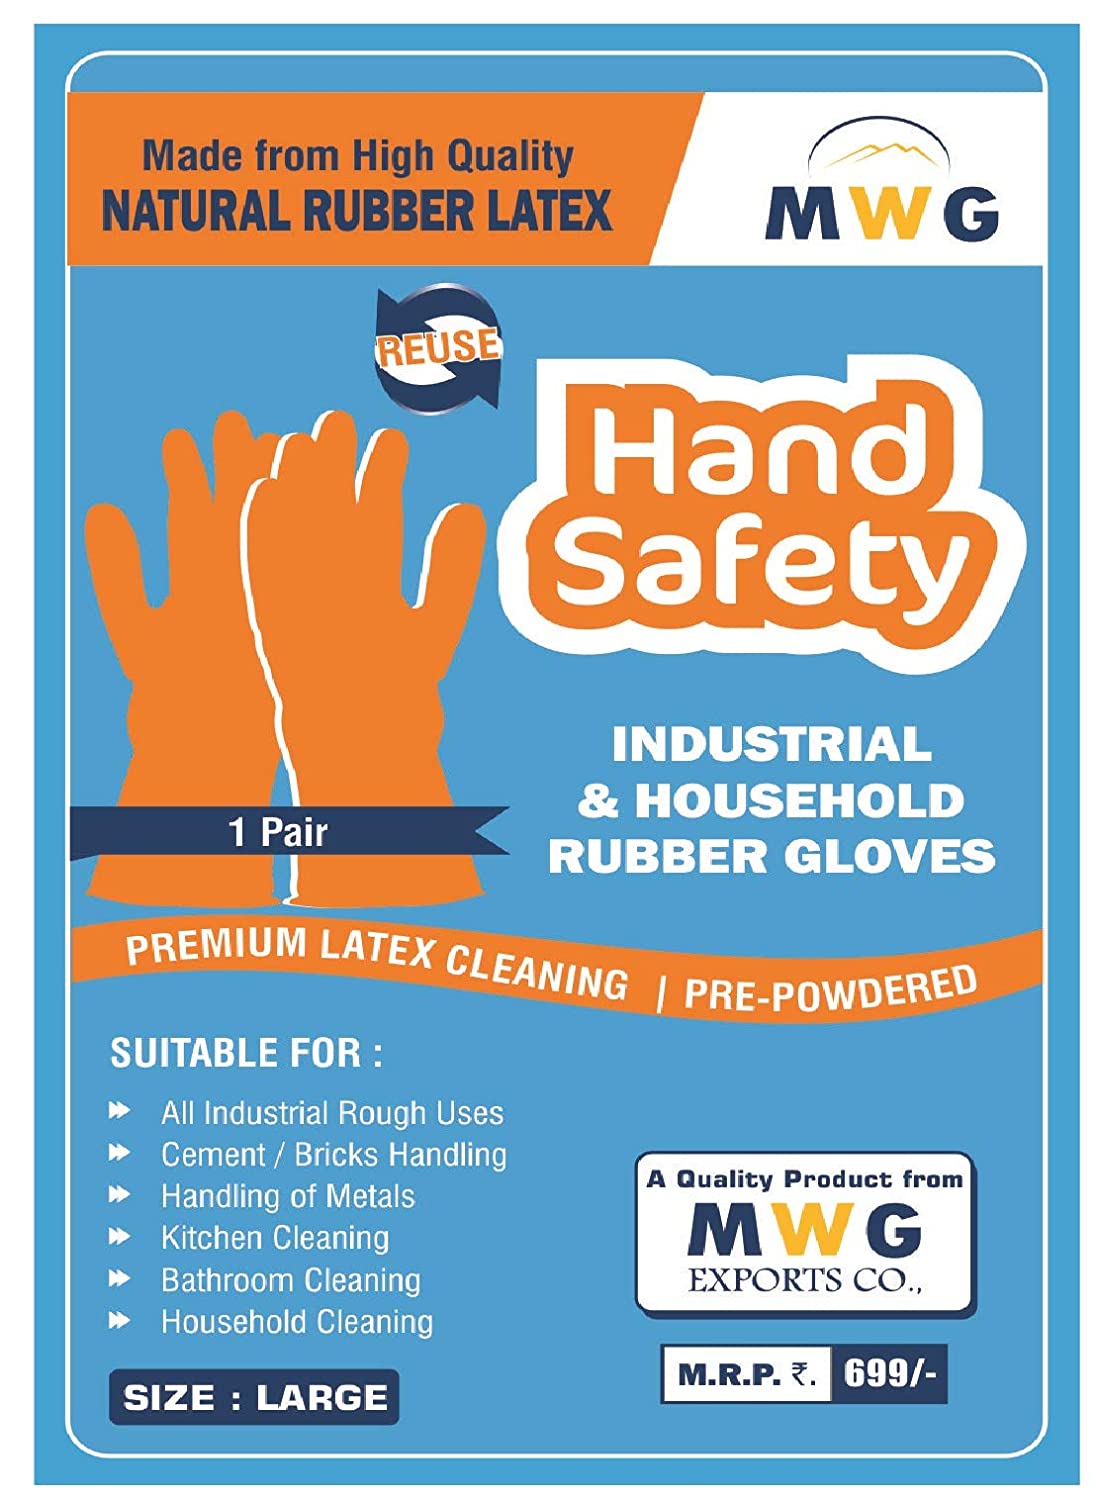 Made from High Quality
NATURAL RUBBER LATEX
MWG
REUSE
Hand
Safety
INDUSTRIAL
& HOUSEHOLD
RUBBER GLOVES
1 Pair
PREMIUM LATEX CLEANING | PRE-POWDERED
SUITABLE FOR :
All Industrial Rough Uses
Cement / Bricks Handling
Handling of Metals
Kitchen Cleaning
Bathroom Cleaning
Household Cleaning
SIZE : LARGE
A Quality Product from
MWG
EXPORTS CO.,
M.R.P. ₹. 699/-